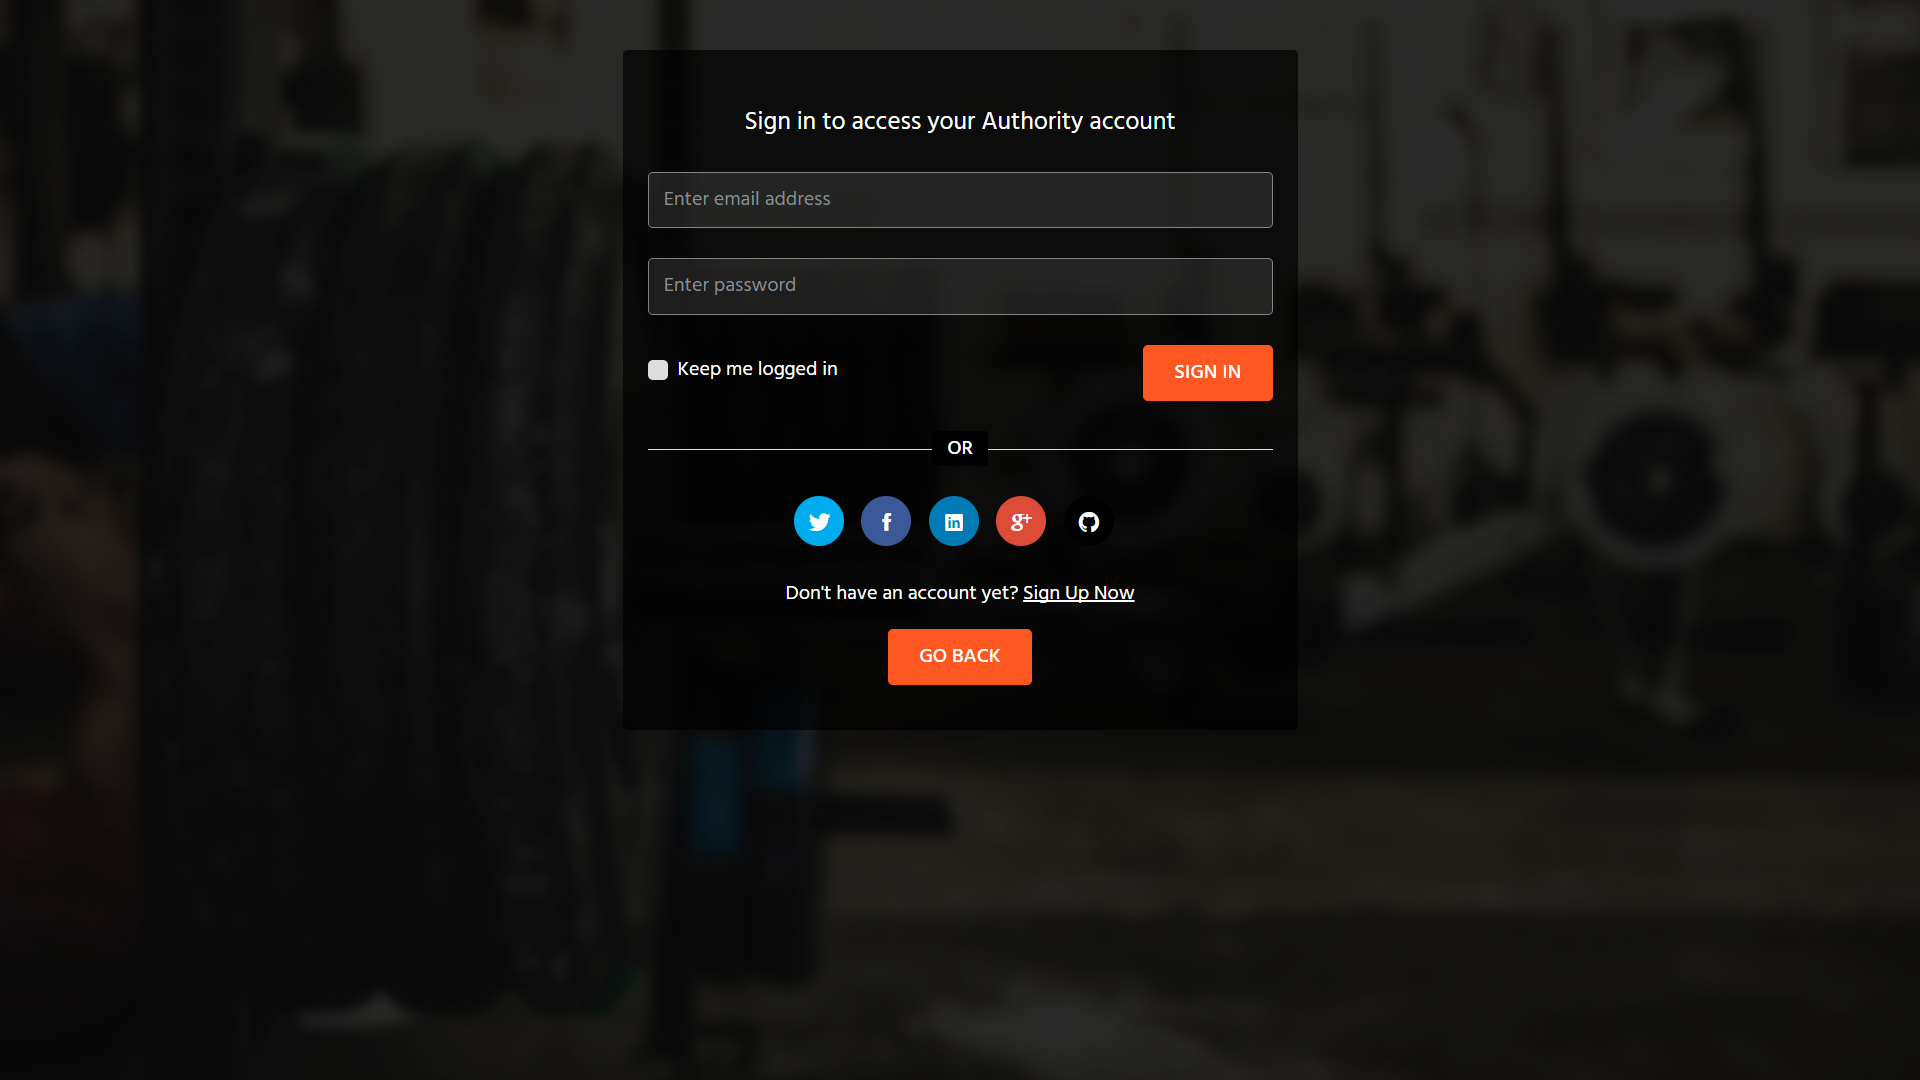 Sign in to access your Authority account
Enter email address
Enter password
Keep me logged in
SIGN IN
OR
Don't have an account yet? Sign Up Now
GO BACK